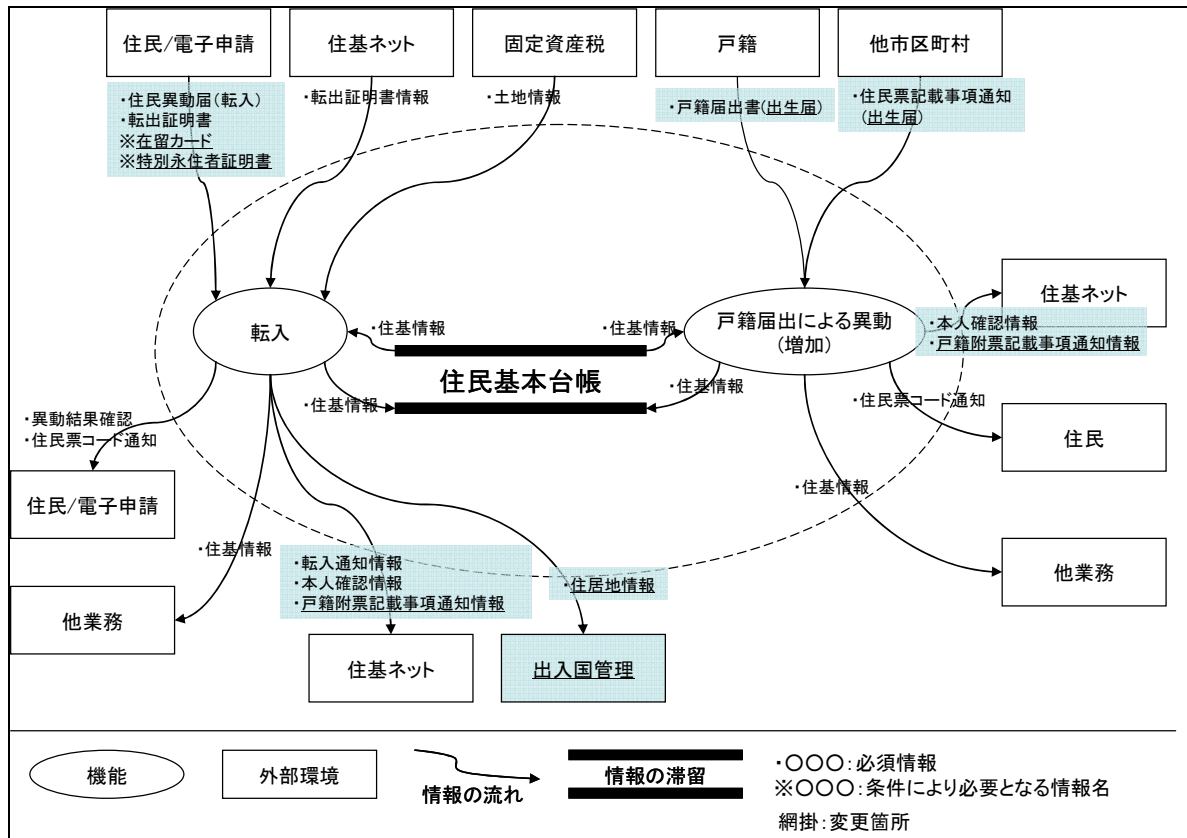 住民/電子申請
住基ネット
固定資産税
戸籍
他市区町村
・住民異動届(転入)
・転出証明書
※在留カード
※特別永住者証明書
・転出証明書情報
・土地情報
・戸籍届出書(出生届)
・住民票記載事項通知
(出生届)
転入
・住基情報
・住基情報
戸籍届出による異動
(増加)
住基ネット
・本人確認情報
・戸籍附票記載事項通知情報
住民基本台帳
・住基情報
・住基情報
・住民票コード通知
・異動結果確認
・住民票コード通知
住民
住民/電子申請
・住基情報
・住基情報
・転入通知情報
・本人確認情報
・戸籍附票記載事項通知情報
・住居地情報
他業務
他業務
住基ネット
出入国管理
機能
外部環境
情報の流れ
情報の滞留
・〇〇〇:必須情報
※〇〇〇:条件により必要となる情報名
網掛:変更箇所